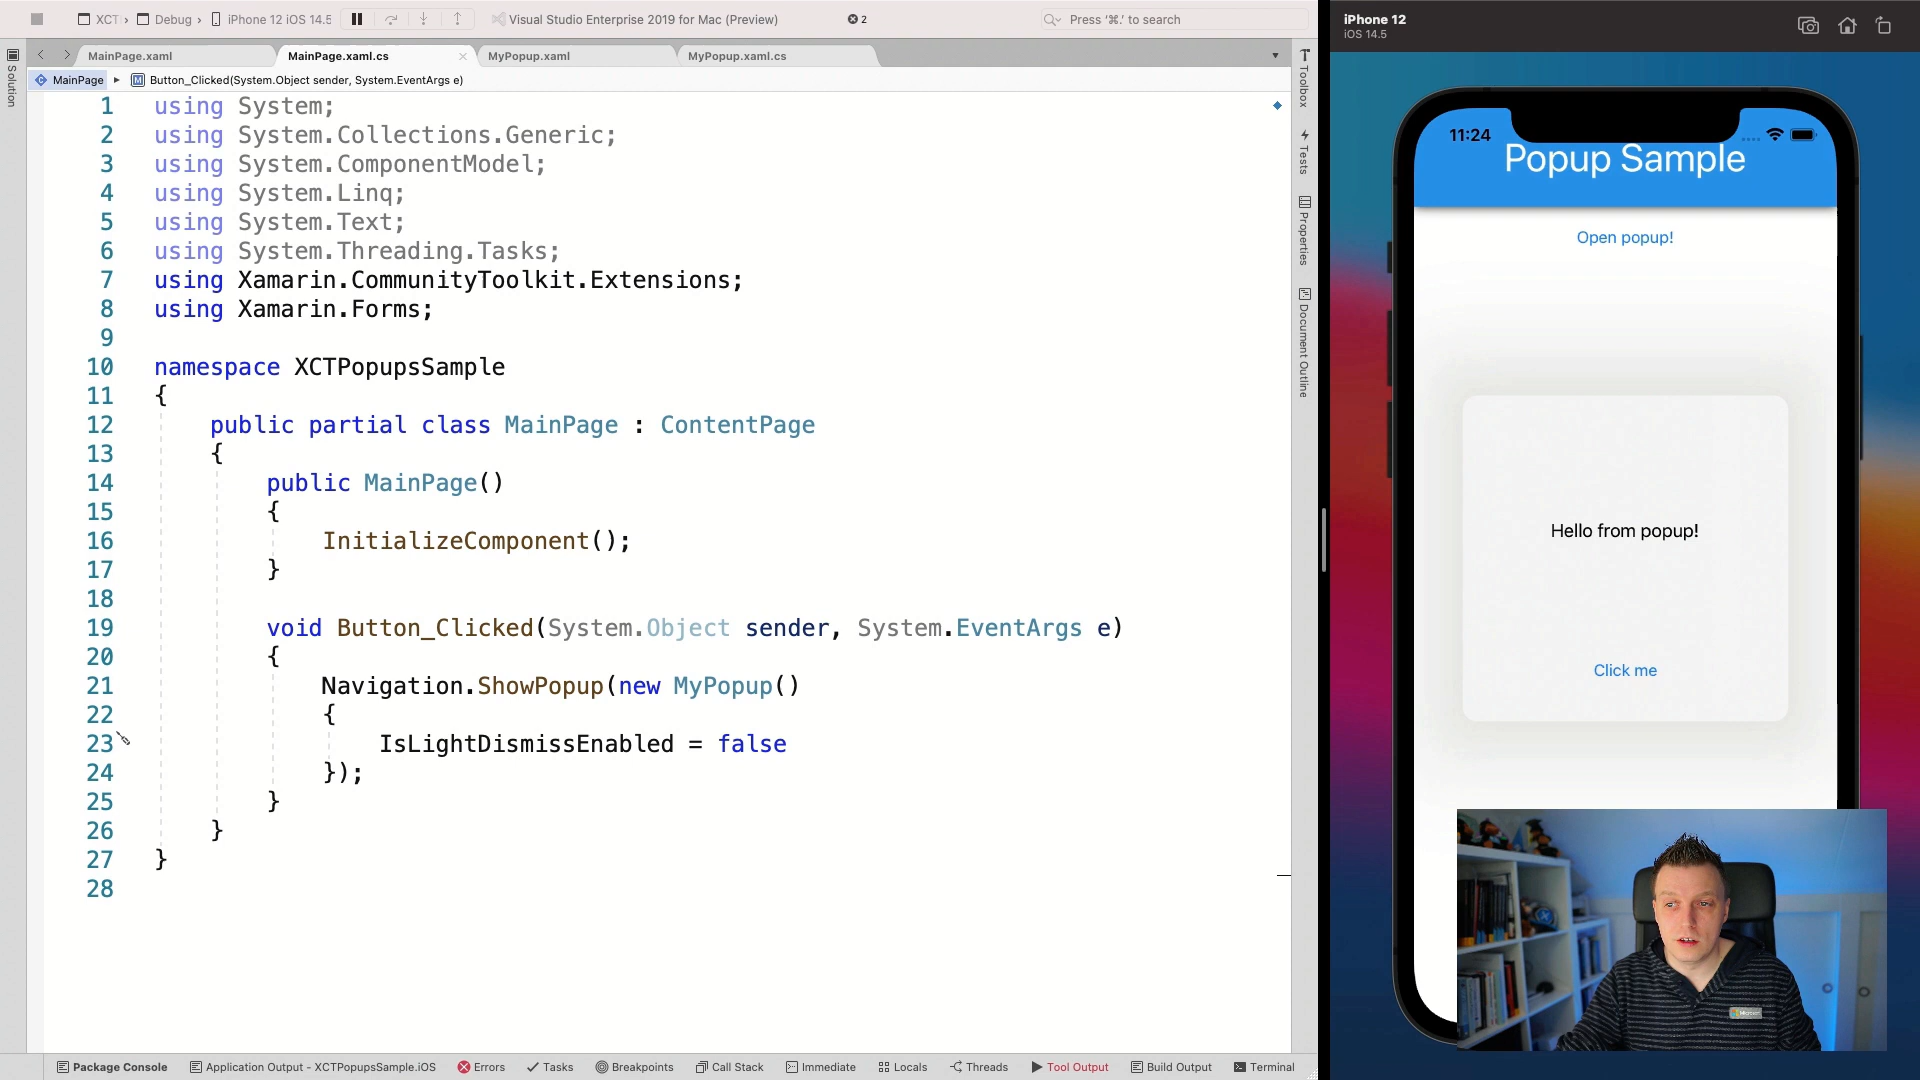 XCT › Debug › iPhone 12 iOS 14.5 Visual Studio Enterprise 2019 for Mac (Preview) 2 Press '⌘.' to search
MainPage.xaml MainPage.xaml.cs MyPopup.xaml MyPopup.xaml.cs
MainPage ▸ Button_Clicked(System.Object sender, System.EventArgs e)
Solution
1 using System;
2 using System.Collections.Generic;
3 using System.ComponentModel;
4 using System.Linq;
5 using System.Text;
6 using System.Threading.Tasks;
7 using Xamarin.CommunityToolkit.Extensions;
8 using Xamarin.Forms;
9
10 namespace XCTPopupsSample
11 {
12 public partial class MainPage : ContentPage
13 {
14 public MainPage()
15 {
16 InitializeComponent();
17 }
18
19 void Button_Clicked(System.Object sender, System.EventArgs e)
20 {
21 Navigation.ShowPopup(new MyPopup()
22 {
23 IsLightDismissEnabled = false
24 });
25 }
26 }
27 }
28
Toolbox
Tests
Properties
Document Outline
Package Console Application Output - XCTPopupsSample.iOS Errors Tasks Breakpoints Call Stack Immediate Locals Threads Tool Output Build Output Terminal
iPhone 12
iOS 14.5
11:24
Popup Sample
Open popup!
Hello from popup!
Click me